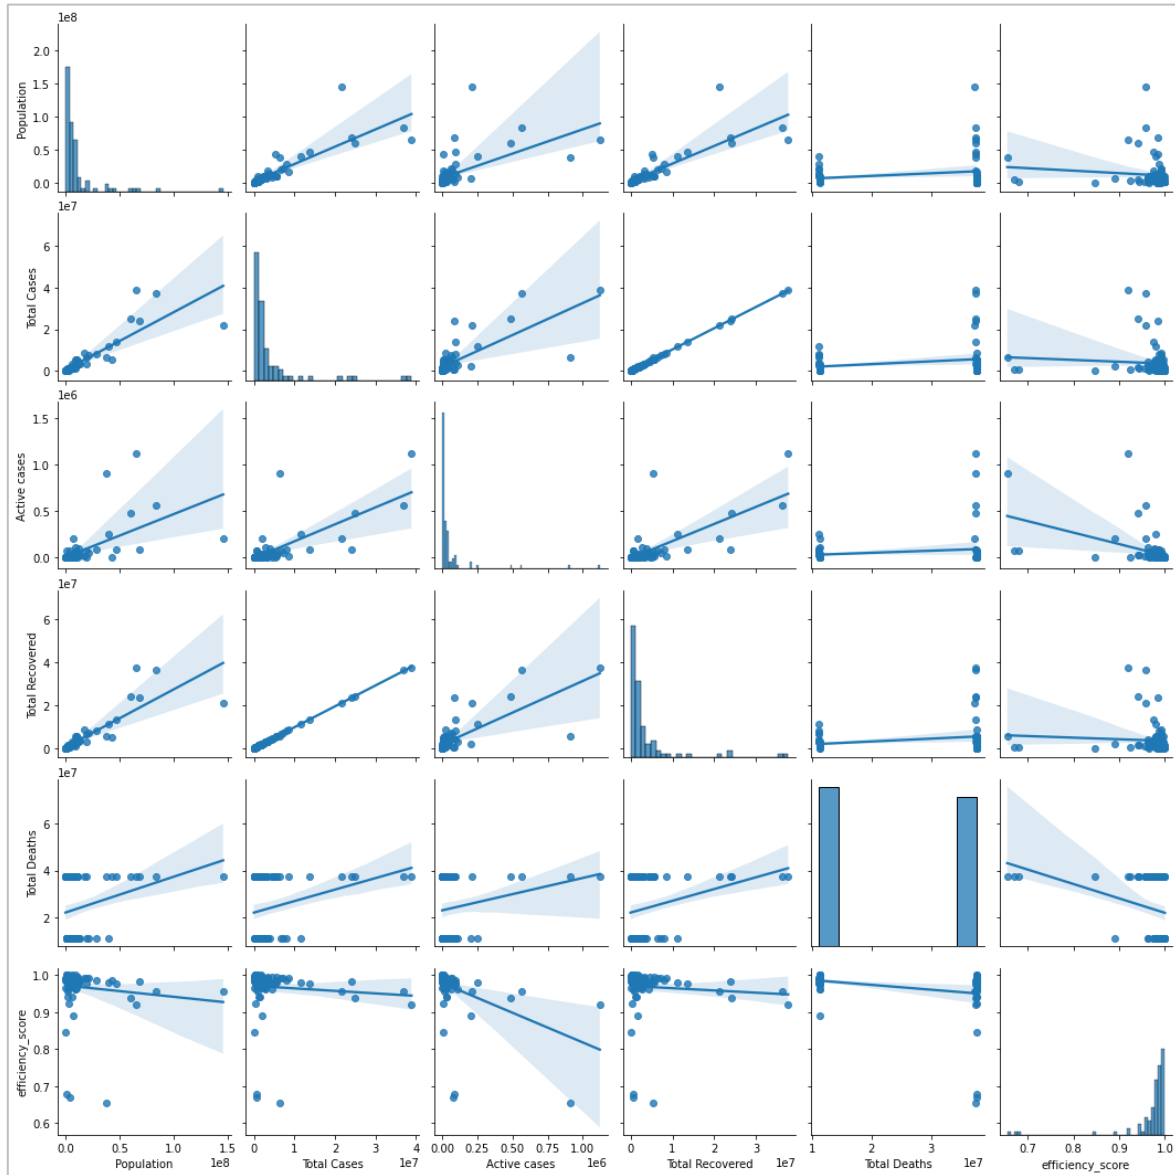 1e8
Population
2.0
1.5
1.0
0.5
0.0
1e7
Total Cases
6
4
2
0
1e6
Active cases
1.5
1.0
0.5
0.0
1e7
Total Recovered
6
4
2
0
1e7
Total Deaths
6
4
2
efficiency_score
1.0
0.9
0.8
0.7
0.6
0.0 0.5 1.0 1.5 0 1 2 3 4 0.00 0.25 0.50 0.75 1.00 0 1 2 3 1 2 3 0.7 0.8 0.9 1.0
1e8 1e7 1e6 1e7 1e7
Population Total Cases Active cases Total Recovered Total Deaths efficiency_score